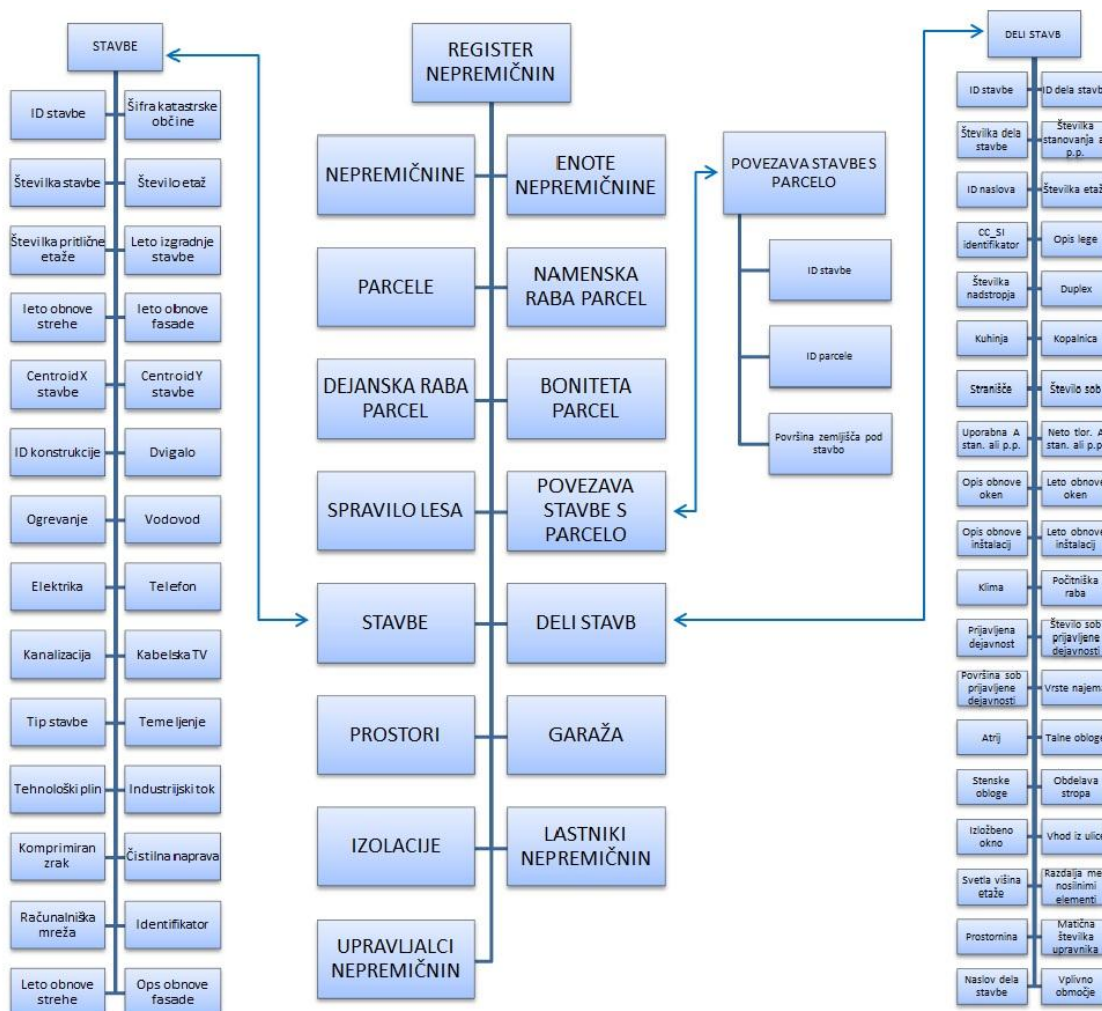 STAVBE
ID stavbe
Šifra katastrske
občine
Številka stavbe
Število etaž
Številka pritlične
etaže
Leto izgradnje
stavbe
leto obnove
strehe
leto obnove
fasade
Centroid X
stavbe
Centroid Y
stavbe
ID konstrukcije
Dvigalo
Ogrevanje
Vodovod
Elektrika
Telefon
Kanalizacija
Kabelska TV
Tip stavbe
Temeljenje
Tehnološki plin
Industrijski tok
Komprimiran
zrak
Čistilna naprava
Računalniška
mreža
Identifikator
Leto obnove
strehe
Ops obnove
fasade
REGISTER
NEPREMIČNIN
NEPREMIČNINE
ENOTE
NEPREMIČNINE
PARCELE
NAMENSKA
RABA PARCEL
DEJANSKA RABA
PARCEL
BONITETA
PARCEL
SPRAVILO LESA
POVEZAVA
STAVBE S
PARCELO
STAVBE
DELI STAVB
PROSTORI
GARAŽA
IZOLACIJE
LASTNIKI
NEPREMIČNIN
UPRAVLJALCI
NEPREMIČNIN
POVEZAVA STAVBE S
PARCELO
ID stavbe
ID parcele
Površina zemljišča pod
stavbo
DELI STAVB
ID stavbe
ID dela stavb
Številka dela
stavbe
Številka
stanovanja a
p.p.
ID naslova
Številka etaž
CC_SI
identifikator
Opis lege
Številka
nadstropja
Duplex
Kuhinja
Kopalnica
Stranišče
Število sob
Uporabna A
stan. ali p.p.
Neto tlor. A
stan. ali p.p
Opis obnove
oken
Leto obnove
oken
Opis obnove
inštalacij
Leto obnove
inštalacij
Klima
Počitniška
raba
Prijavljena
dejavnost
Število sob
prijavljene
dejavnosti
Površina sob
prijavljene
dejavnosti
Vrste najema
Atrij
Talne obloge
Stenske
obloge
Obdelava
stropa
Izložbeno
okno
Vhod iz ulice
Svetla višina
etaže
Razdalja me
nosilnimi
elementi
Prostornina
Matična
številka
upravnika
Naslov dela
stavbe
Vplivno
območje